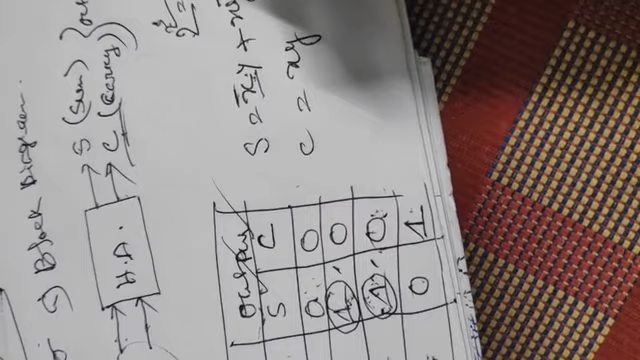 Block Diagram.
H.A.
S (sum)
C (carry)
S = x̄y + x
C = xy
Output
S C
0 0
1 0
1 0
0 1